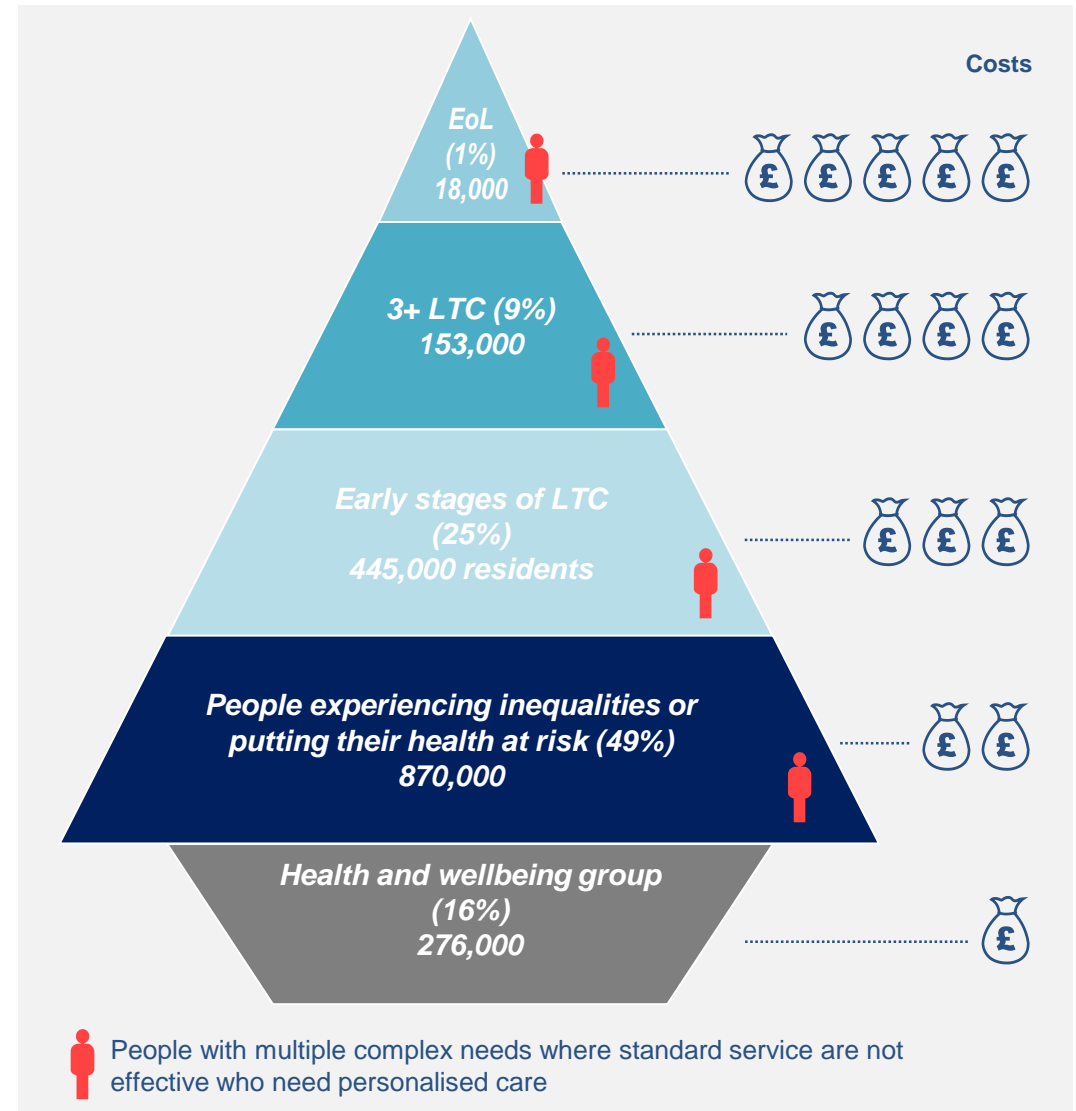 Costs
EoL
(1%)
18,000
£ £ £ £ £
3+ LTC (9%)
153,000
£ £ £ £
Early stages of LTC
(25%)
445,000 residents
£ £ £
People experiencing inequalities or
putting their health at risk (49%)
870,000
£ £
Health and wellbeing group
(16%)
276,000
£
People with multiple complex needs where standard service are not
effective who need personalised care